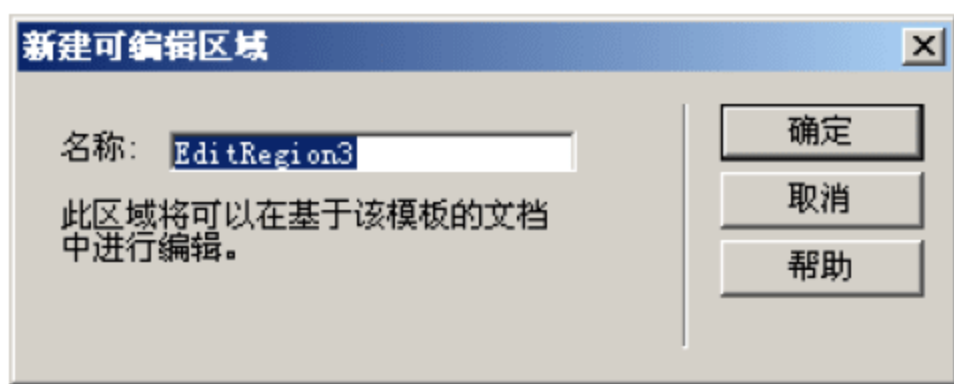 新建可编辑区域
名称: EditRegion3
此区域将可以在基于该模板的文档
中进行编辑。
确定
取消
帮助